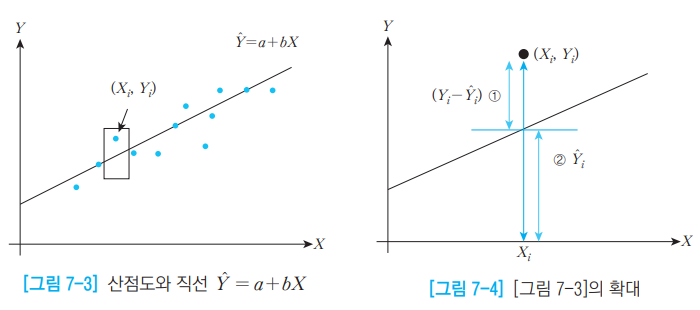 Y
Ŷ=a+bX
(Xᵢ, Yᵢ)
X
[그림 7-3] 산점도와 직선 Ŷ = a+bX
Y
(Xᵢ, Yᵢ)
(Yᵢ−Ŷᵢ) ①
② Ŷᵢ
X
Xᵢ
[그림 7-4] [그림 7-3]의 확대